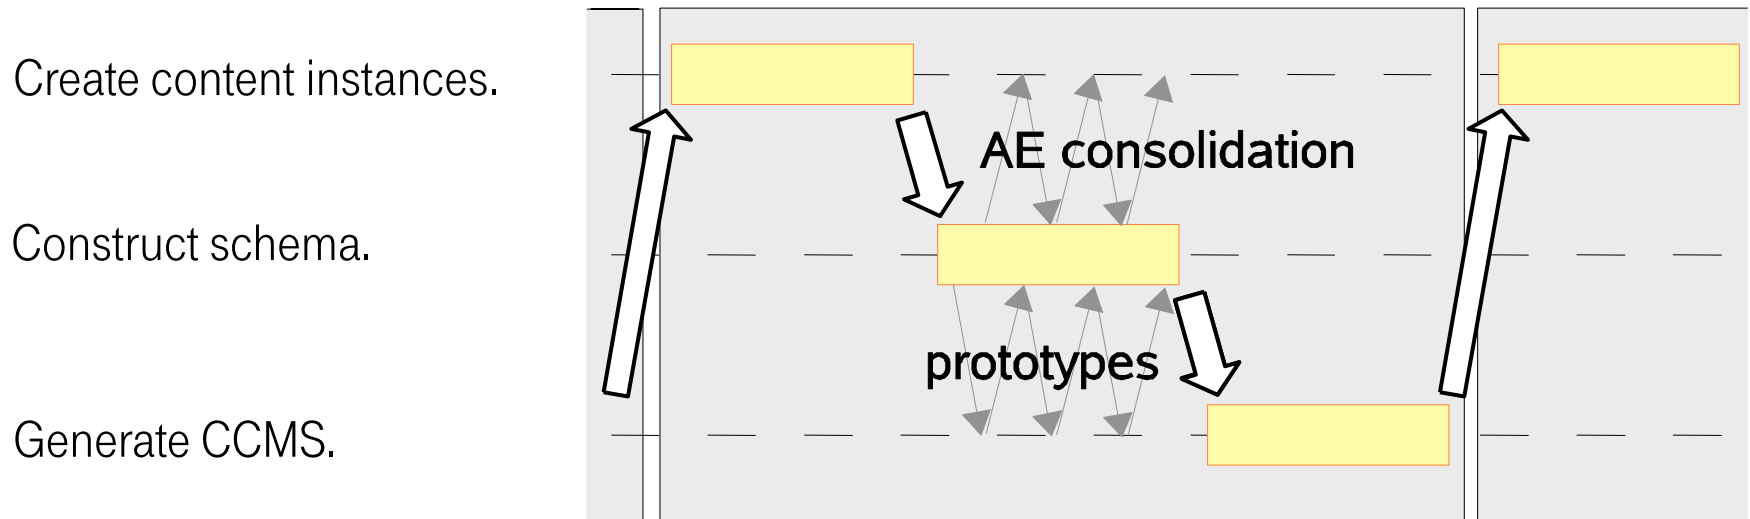 Create content instances.
AE consolidation
Construct schema.
prototypes
Generate CCMS.